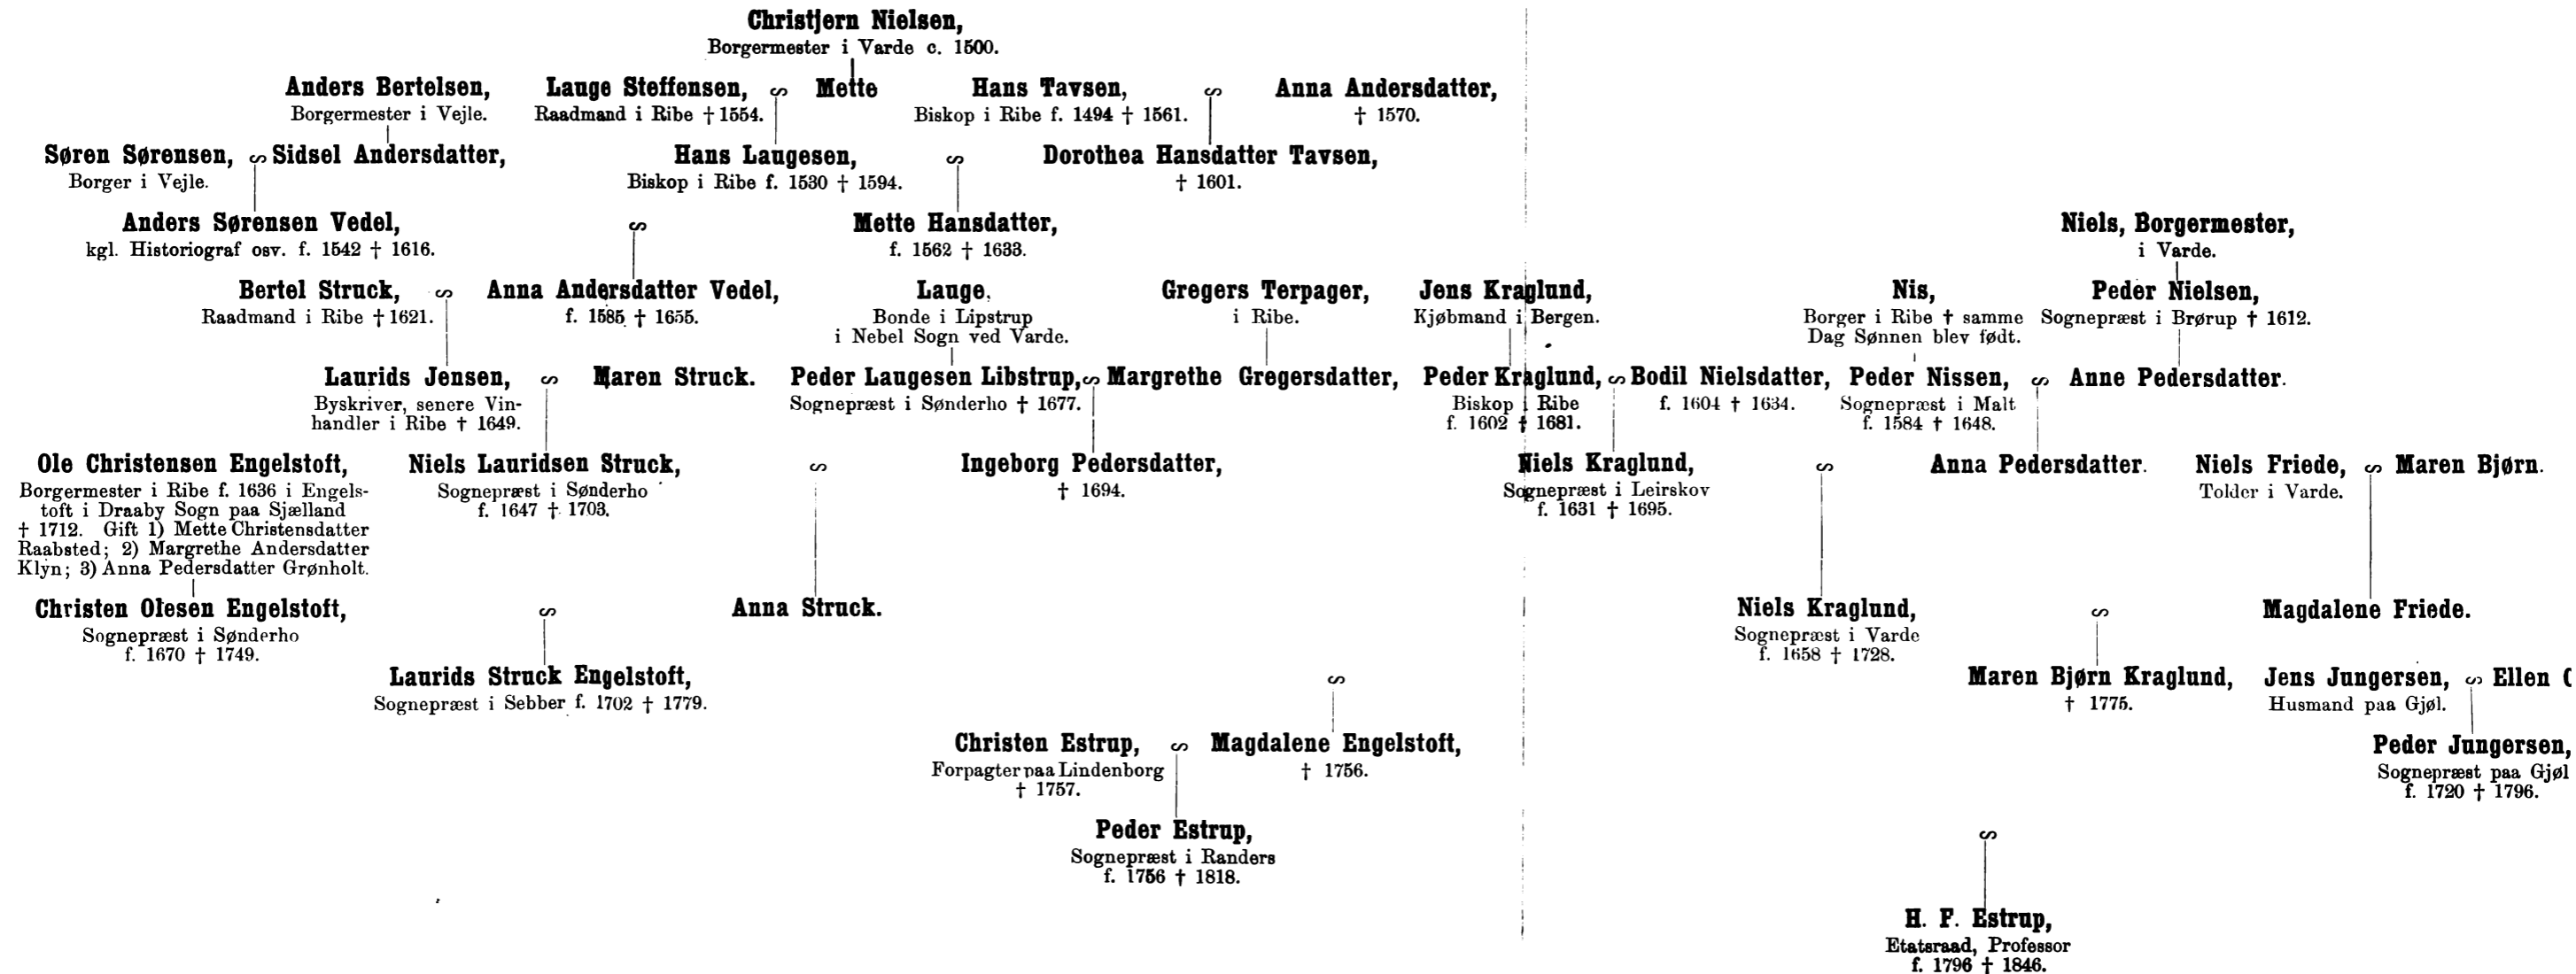 Christjern Nielsen,
Borgermester i Varde c. 1500.
Anders Bertelsen,
Borgermester i Vejle.
Lauge Steffensen, ∽ Mette
Raadmand i Ribe † 1554.
Hans Tavsen, ∽ Anna Andersdatter,
Biskop i Ribe f. 1494 † 1561.
† 1570.
Søren Sørensen, ∽ Sidsel Andersdatter,
Borger i Vejle.
Hans Laugesen, ∽ Dorothea Hansdatter Tavsen,
Biskop i Ribe f. 1530 † 1594.
† 1601.
Anders Sørensen Vedel, ∽ Mette Hansdatter,
kgl. Historiograf osv. f. 1542 † 1616.
f. 1562 † 1633.
Niels, Borgermester,
i Varde.
Bertel Struck, ∽ Anna Andersdatter Vedel,
Raadmand i Ribe † 1621.
f. 1585 † 1655.
Lauge,
Bonde i Lipstrup
i Nebel Sogn ved Varde.
Gregers Terpager,
i Ribe.
Jens Kraglund,
Kjøbmand i Bergen.
Nis,
Borger i Ribe † samme
Dag Sønnen blev født.
Peder Nielsen,
Sognepræst i Brørup † 1612.
Laurids Jensen, ∽ Maren Struck.
Byskriver, senere Vin-
handler i Ribe † 1649.
Peder Laugesen Libstrup, ∽ Margrethe Gregersdatter,
Sognepræst i Sønderho † 1677.
Peder Kraglund, ∽ Bodil Nielsdatter,
Biskop i Ribe
f. 1602 † 1681.
f. 1604 † 1634.
Peder Nissen, ∽ Anne Pedersdatter.
Sognepræst i Malt
f. 1584 † 1648.
Ole Christensen Engelstoft,
Borgermester i Ribe f. 1636 i Engels-
toft i Draaby Sogn paa Sjælland
† 1712. Gift 1) Mette Christensdatter
Raabsted; 2) Margrethe Andersdatter
Klyn; 3) Anna Pedersdatter Grønholt.
Niels Lauridsen Struck, ∽ Ingeborg Pedersdatter,
Sognepræst i Sønderho
f. 1647 † 1703.
† 1694.
Niels Kraglund, ∽ Anna Pedersdatter.
Sognepræst i Leirskov
f. 1631 † 1695.
Niels Friede, ∽ Maren Bjørn.
Tolder i Varde.
Christen Olesen Engelstoft, ∽ Anna Struck.
Sognepræst i Sønderho
f. 1670 † 1749.
Niels Kraglund, ∽ Magdalene Friede.
Sognepræst i Varde
f. 1658 † 1728.
Laurids Struck Engelstoft, ∽ Maren Bjørn Kraglund,
Sognepræst i Sebber f. 1702 † 1779.
† 1775.
Jens Jungersen, ∽ Ellen
Husmand paa Gjøl.
Christen Estrup, ∽ Magdalene Engelstoft,
Forpagter paa Lindenborg
† 1757.
† 1756.
Peder Jungersen,
Sognepræst paa Gjøl
f. 1720 † 1796.
Peder Estrup, ∽
Sognepræst i Randers
f. 1756 † 1818.
H. F. Estrup,
Etatsraad, Professor
f. 1796 † 1846.